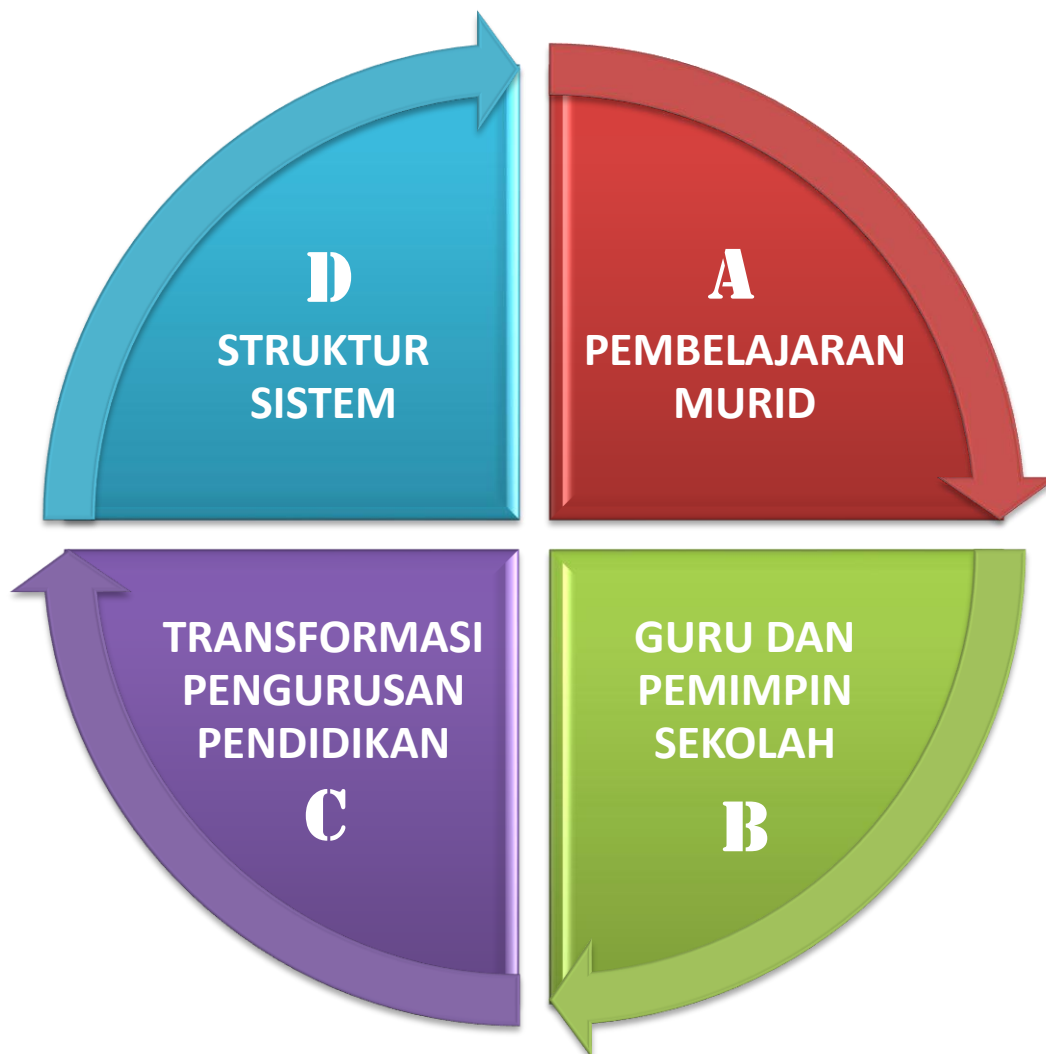 D
STRUKTUR
SISTEM
A
PEMBELAJARAN
MURID
TRANSFORMASI
PENGURUSAN
PENDIDIKAN
C
GURU DAN
PEMIMPIN
SEKOLAH
B